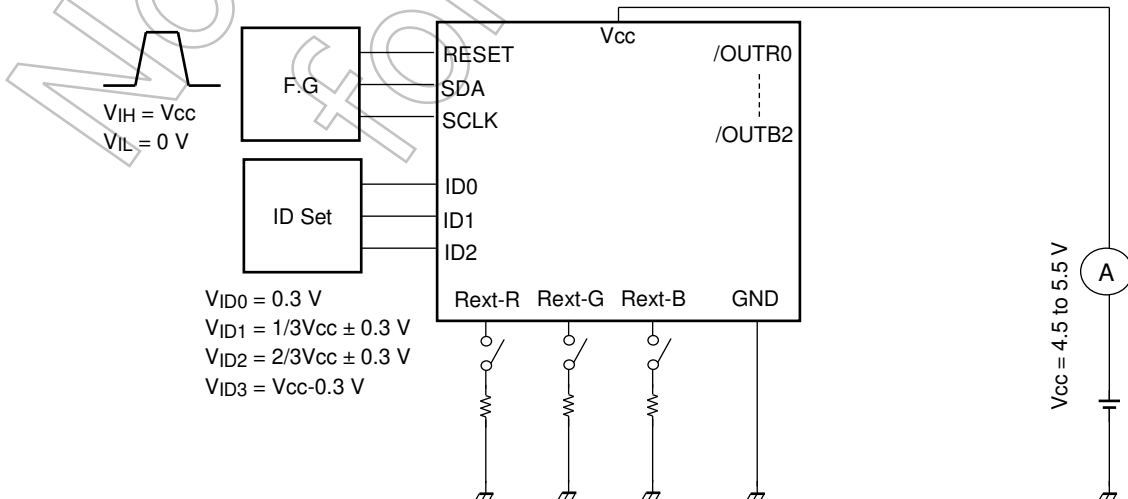 Vcc
RESET
SDA
SCLK
/OUTR0
/OUTB2
F.G
VIH = Vcc
VIL = 0 V
ID Set
ID0
ID1
ID2
VID0 = 0.3 V
VID1 = 1/3Vcc ± 0.3 V
VID2 = 2/3Vcc ± 0.3 V
VID3 = Vcc-0.3 V
Rext-R Rext-G Rext-B GND
A
Vcc = 4.5 to 5.5 V
No
for